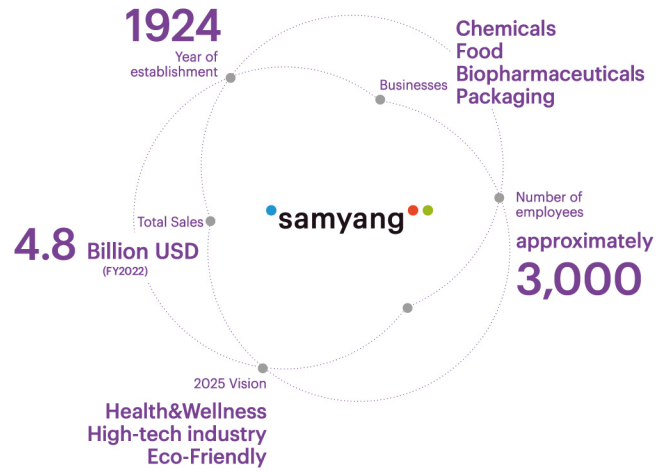 1924
Year of
establishment
Businesses
Chemicals
Food
Biopharmaceuticals
Packaging
samyang
Number of
employees
approximately
3,000
Total Sales
4.8 Billion USD
(FY2022)
2025 Vision
Health&Wellness
High-tech industry
Eco-Friendly